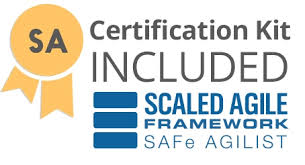 SA
Certification Kit
INCLUDED
SCALED AGILE
FRAMEWORK
SAFe AGILIST